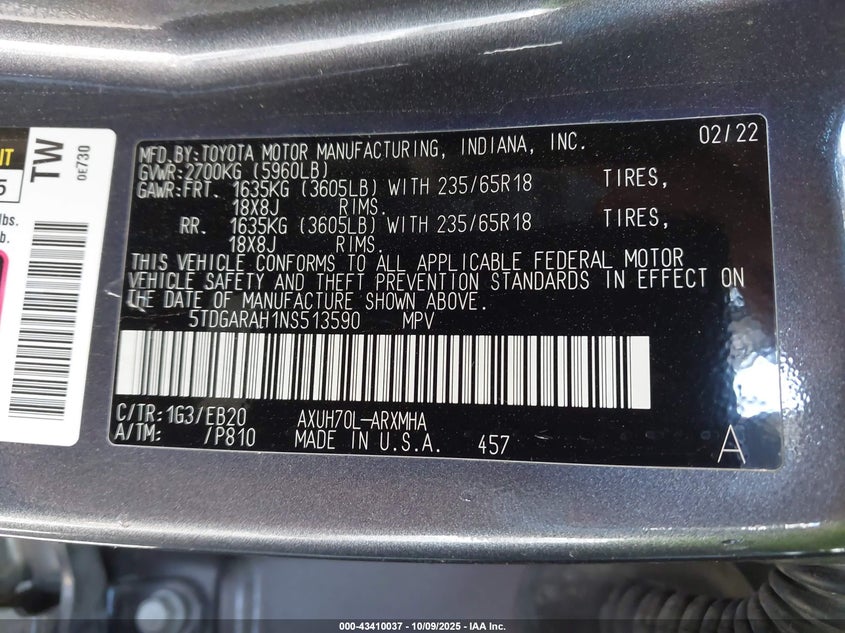 IT
5
lbs.
b.
TW
0E730
MFD.BY:TOYOTA MOTOR MANUFACTURING, INDIANA, INC. 02/22
GVWR:2700KG (5960LB)
GAWR:FRT. 1635KG (3605LB) WITH 235/65R18 TIRES,
18X8J RIMS.
RR. 1635KG (3605LB) WITH 235/65R18 TIRES,
18X8J RIMS.
THIS VEHICLE CONFORMS TO ALL APPLICABLE FEDERAL MOTOR
VEHICLE SAFETY AND THEFT PREVENTION STANDARDS IN EFFECT ON
THE DATE OF MANUFACTURE SHOWN ABOVE.
5TDGARAH1NS513590 MPV
C/TR:1G3/EB20 AXUH70L-ARXMHA
A/TM: /P810 MADE IN U.S.A. 457 A
000-43410037 - 10/09/2025 - IAA Inc.